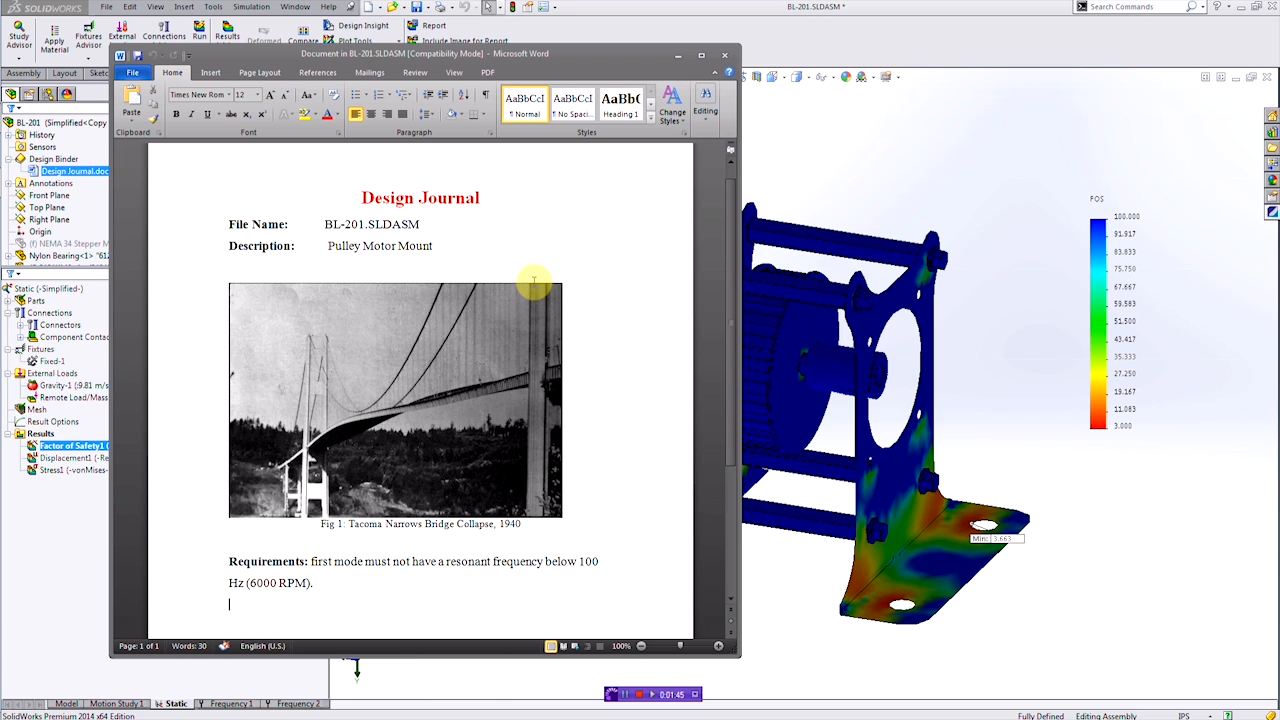 SOLIDWORKS File Edit View Insert Tools Simulation Window Help BL-201.SLDASM * Search Commands
Study Advisor Apply Material Fixtures Advisor External Connections Run Results Deformed Compare Design Insight Report
Plot Tools Include Image for Report
Assembly Layout
Document in BL-201.SLDASM [Compatibility Mode] - Microsoft Word
File Home Insert Page Layout References Mailings Review View PDF
Paste Times New Rom 12 AaBbCcI AaBbCcI AaBbC Change Styles Editing
¶ Normal ¶ No Spaci... Heading 1
Clipboard Font Paragraph Styles
BL-201 (Simplified<Copy
History
Sensors
Design Binder
Design Journal.doc
Annotations
Front Plane
Top Plane
Right Plane
Origin
(f) NEMA 34 Stepper M
Nylon Bearing<1> "612
Static (-Simplified-)
Parts
Connections
Connectors
Component Contac
Fixtures
Fixed-1
External Loads
Gravity-1 (:9.81 m/s
Remote Load/Mass
Mesh
Result Options
Results
Factor of Safety1 (
Displacement1 (-Re
Stress1 (-vonMises-
Design Journal
File Name: BL-201.SLDASM
Description: Pulley Motor Mount
Fig 1: Tacoma Narrows Bridge Collapse, 1940
Requirements: first mode must not have a resonant frequency below 100
Hz (6000 RPM).
Page: 1 of 1 Words: 30 English (U.S.) 100%
FOS
100.000
91.917
83.833
75.750
67.667
59.583
51.500
43.417
35.333
27.250
19.167
11.083
3.000
Min: 3.663
Y
0:01:45
Model Motion Study 1 Static Frequency 1 Frequency 2
SolidWorks Premium 2014 x64 Edition Fully Defined Editing Assembly IPS